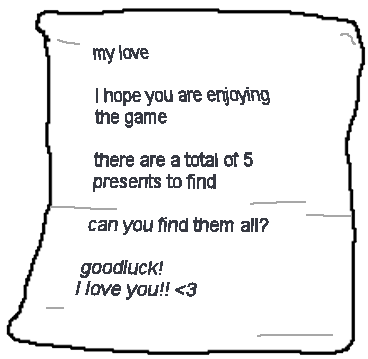 my love
I hope you are enjoying
the game
there are a total of 5
presents to find
can you find them all?
goodluck!
I love you!! <3